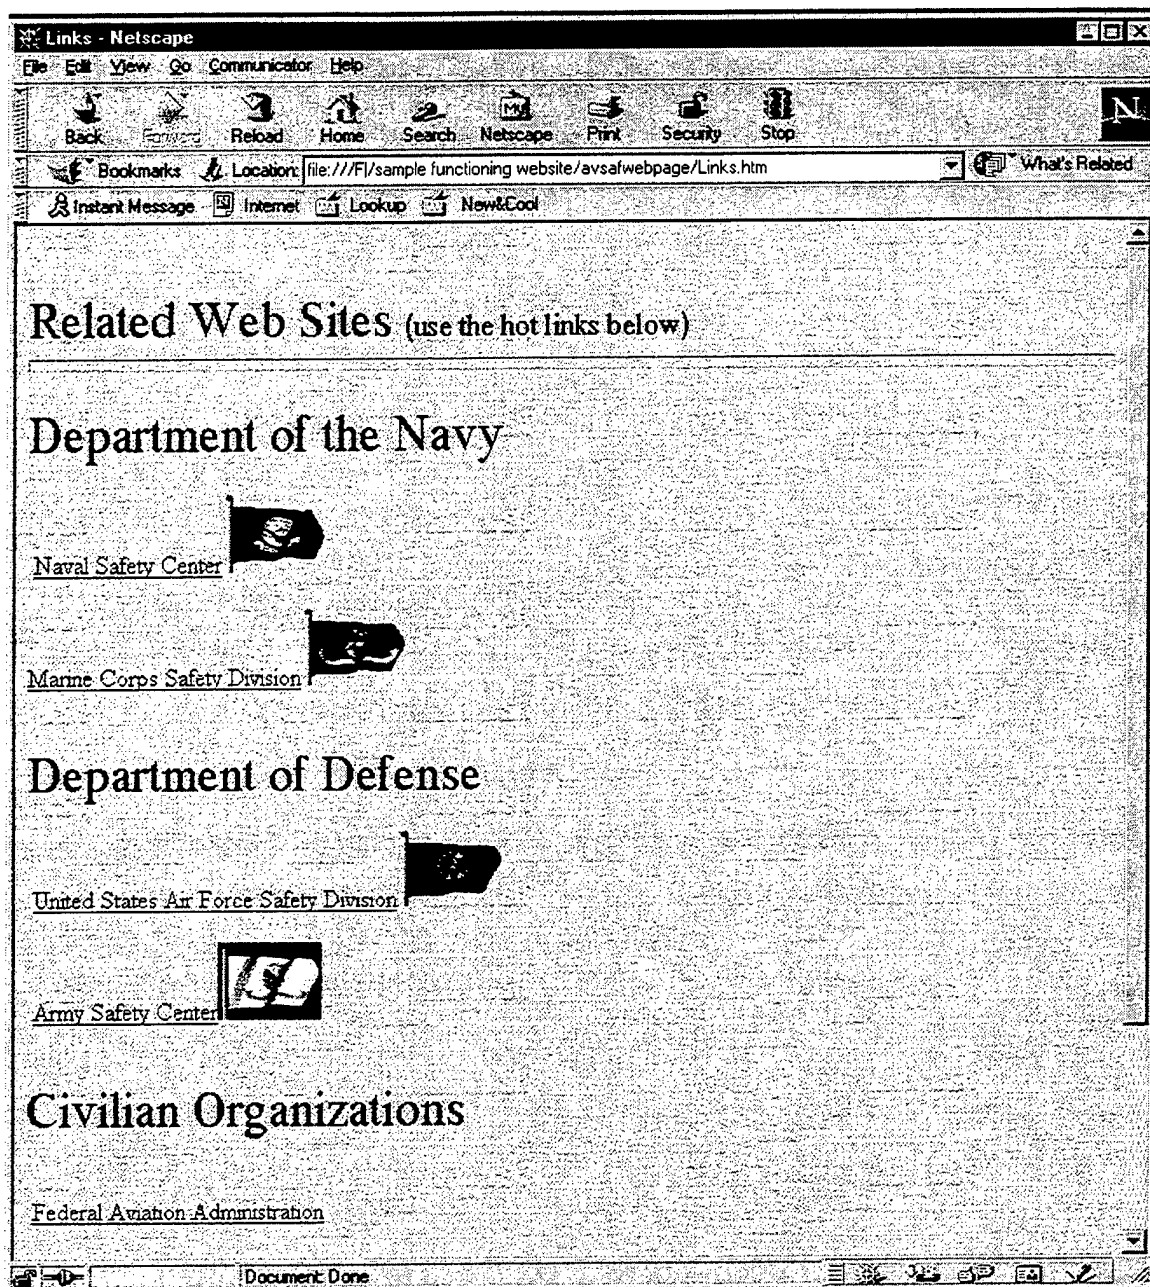 Links - Netscape
File Edit View Go Communicator Help
Back Forward Reload Home Search Netscape Print Security Stop
My
N
Bookmarks Location: file:///F|/sample functioning website/avsafwebpage/Links.htm What's Related
Instant Message Internet Lookup New&Cool
Related Web Sites (use the hot links below)
Department of the Navy
Naval Safety Center
Marine Corps Safety Division
Department of Defense
United States Air Force Safety Division
Army Safety Center
Civilian Organizations
Federal Aviation Administration
Document: Done